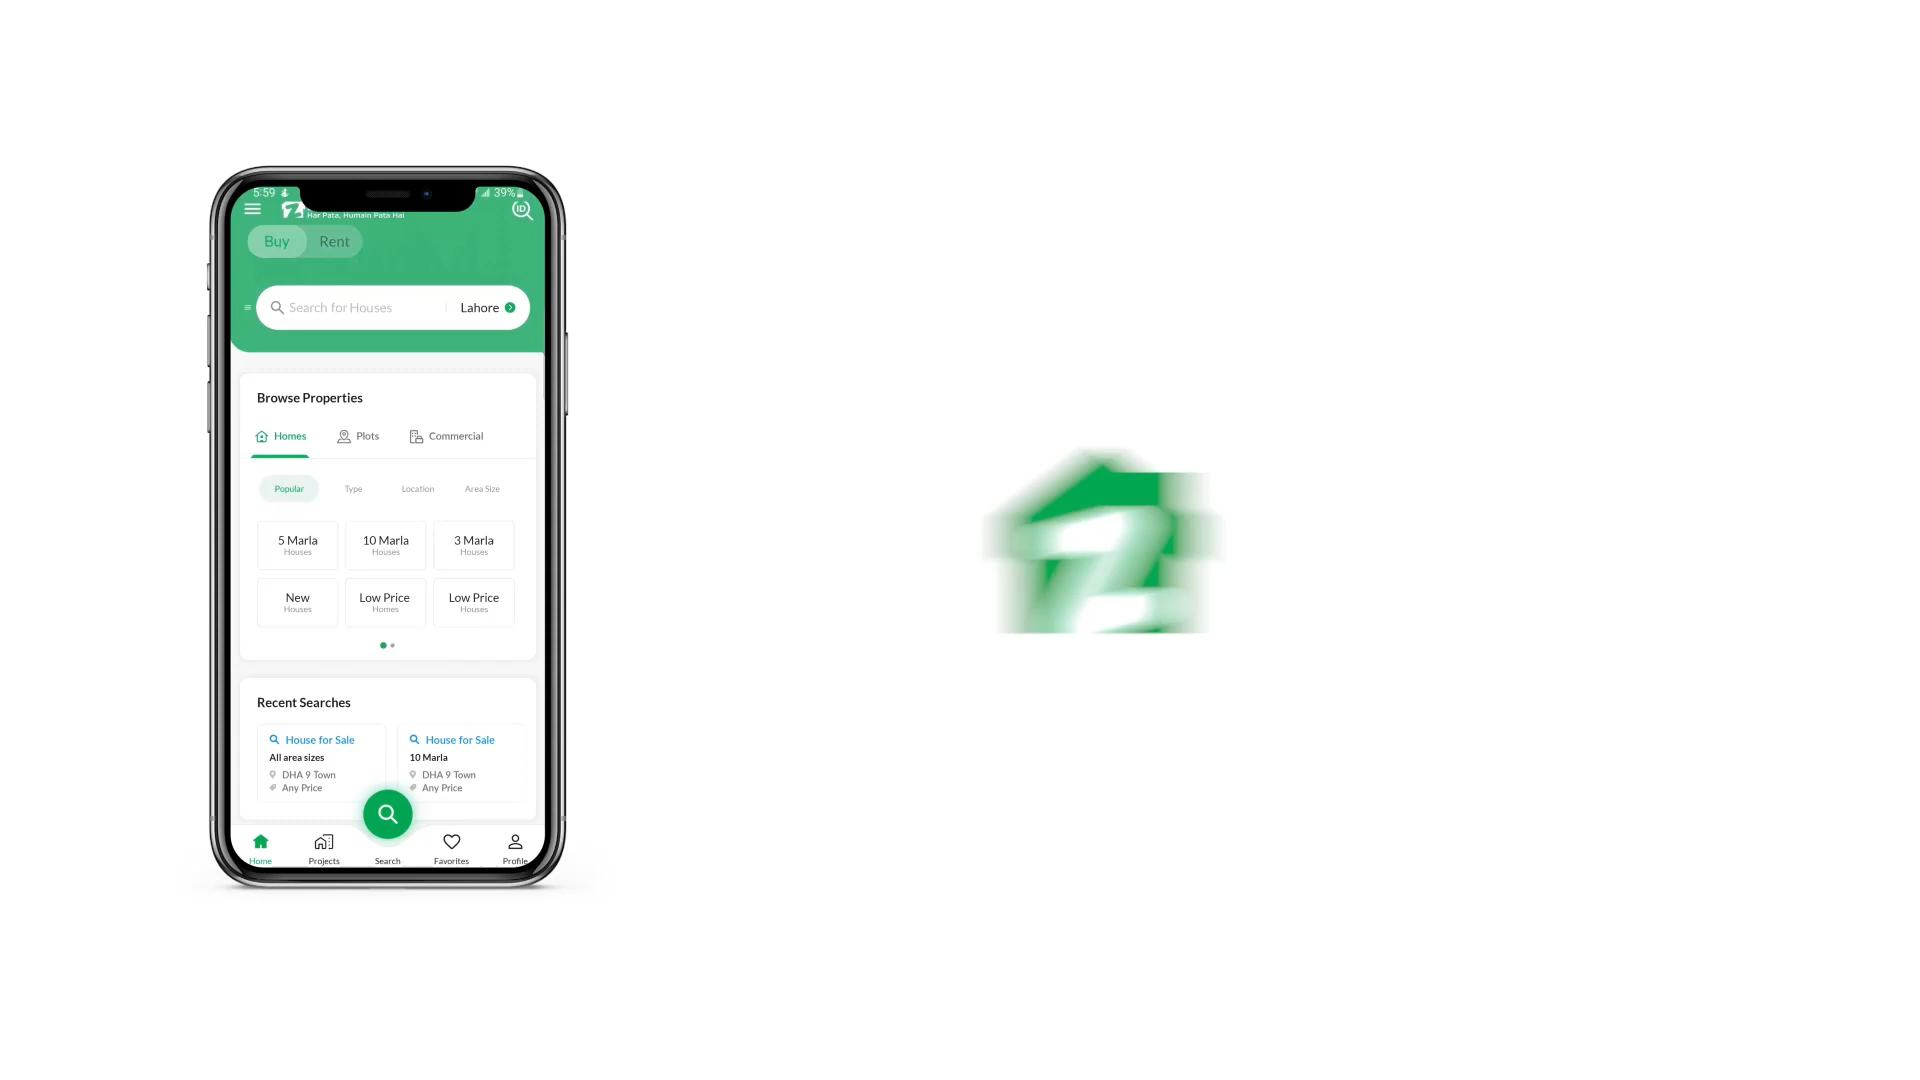 5:59 39%
Har Pata, Humain Pata Hai
ID
Buy Rent
Search for Houses Lahore
Browse Properties
Homes Plots Commercial
Popular Type Location Area Size
5 Marla 10 Marla 3 Marla
Houses Houses Houses
New Low Price Low Price
Houses Homes Houses
Recent Searches
House for Sale House for Sale
All area sizes 10 Marla
DHA 9 Town DHA 9 Town
Any Price Any Price
Home Projects Search Favorites Profile
Z